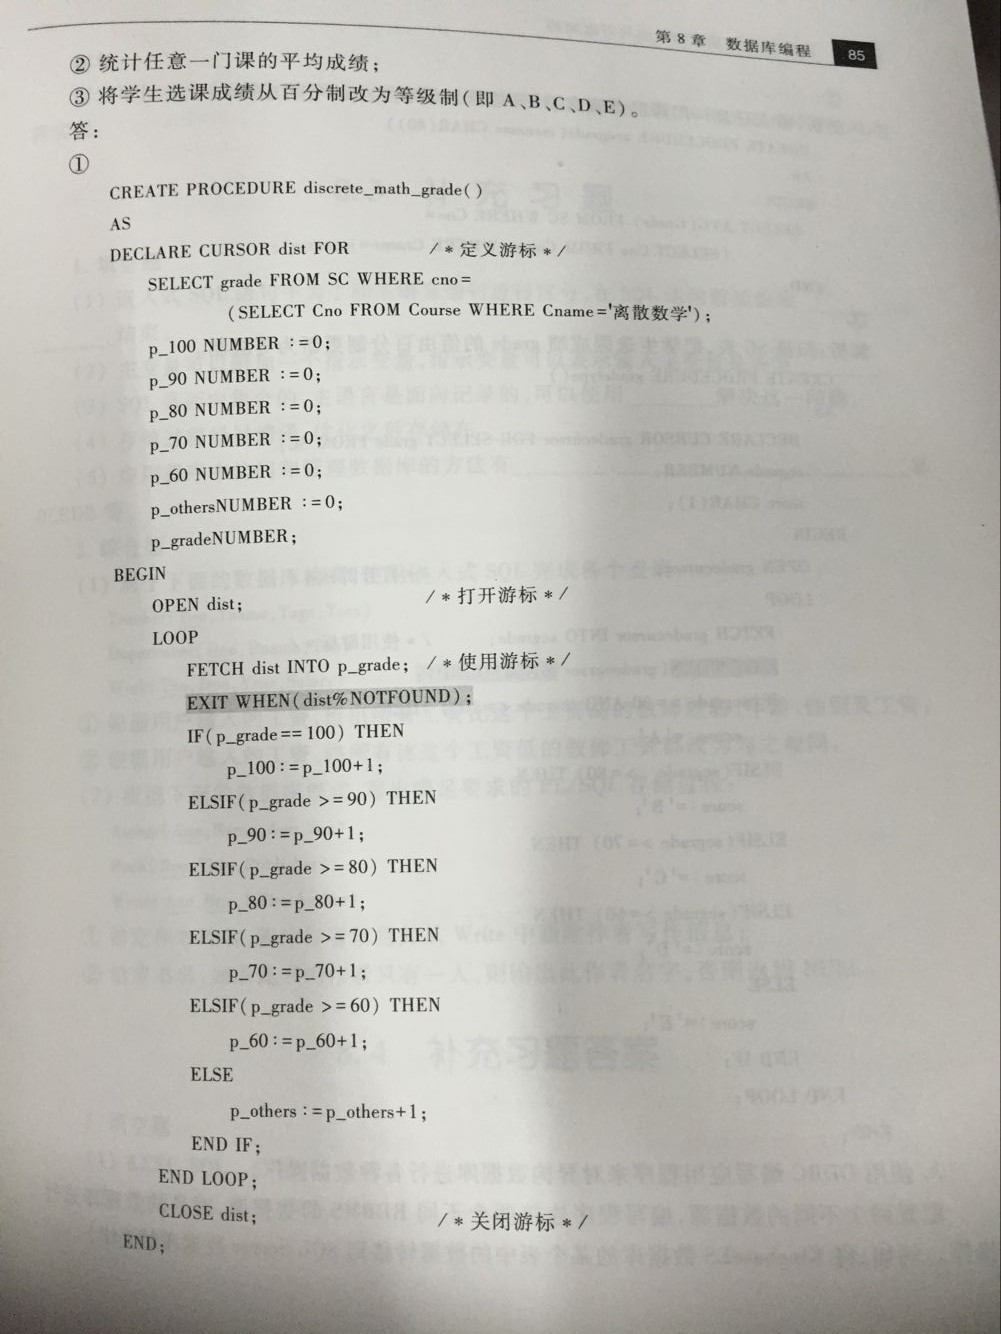 第 8 章 数据库编程 85
② 统计任意一门课的平均成绩;
③ 将学生选课成绩从百分制改为等级制(即 A、B、C、D、E)。
答:
①
CREATE PROCEDURE discrete_math_grade( )
AS
DECLARE CURSOR dist FOR /* 定义游标 */
SELECT grade FROM SC WHERE cno=
(SELECT Cno FROM Course WHERE Cname='离散数学');
p_100 NUMBER :=0;
p_90 NUMBER :=0;
p_80 NUMBER :=0;
p_70 NUMBER :=0;
p_60 NUMBER :=0;
p_othersNUMBER :=0;
p_gradeNUMBER;
BEGIN
OPEN dist; /* 打开游标 */
LOOP
FETCH dist INTO p_grade; /* 使用游标 */
EXIT WHEN(dist%NOTFOUND);
IF(p_grade==100) THEN
p_100:=p_100+1;
ELSIF(p_grade >=90) THEN
p_90:=p_90+1;
ELSIF(p_grade >=80) THEN
p_80:=p_80+1;
ELSIF(p_grade >=70) THEN
p_70:=p_70+1;
ELSIF(p_grade >=60) THEN
p_60:=p_60+1;
ELSE
p_others :=p_others+1;
END IF;
END LOOP;
CLOSE dist; /* 关闭游标 */
END;